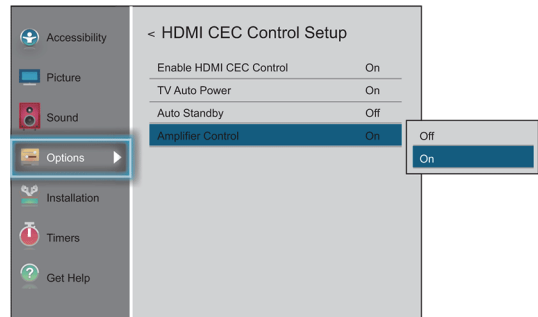 Accessibility
Picture
Sound
Options
Installation
Timers
Get Help
< HDMI CEC Control Setup
Enable HDMI CEC Control On
TV Auto Power On
Auto Standby Off
Amplifier Control On
Off
On